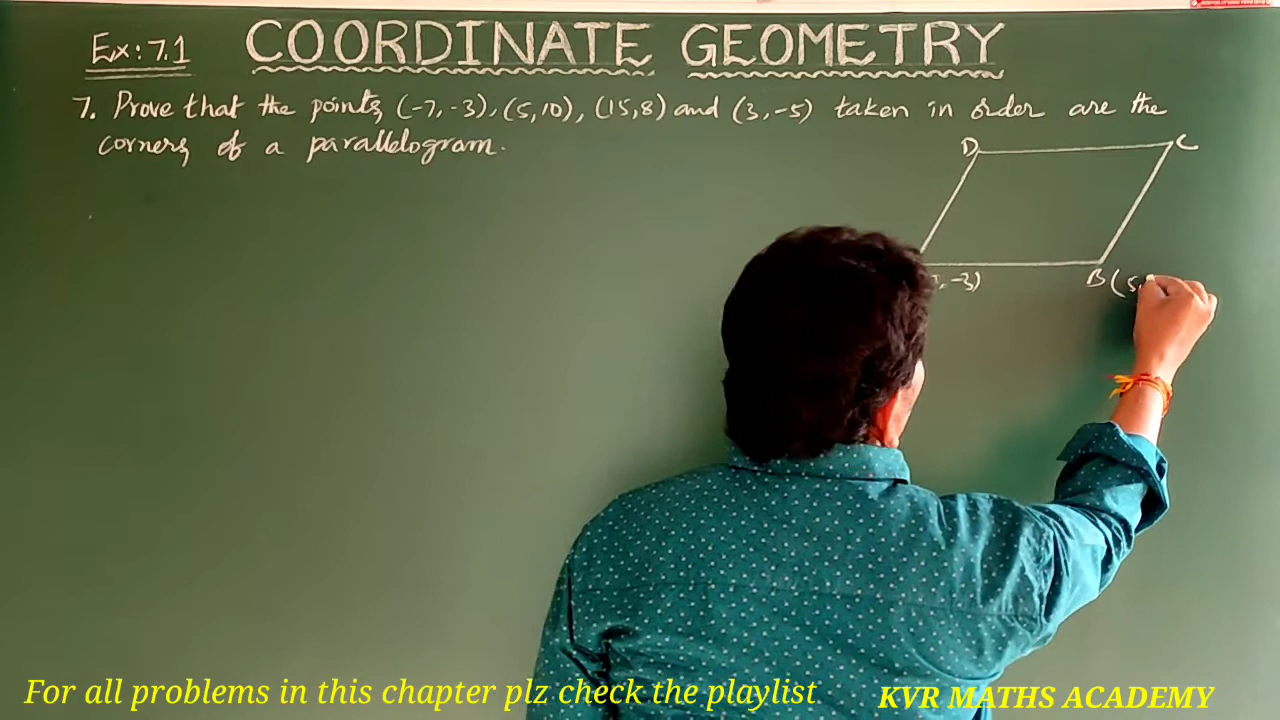 Ex: 7.1 COORDINATE GEOMETRY
7. Prove that the points (-7, -3), (5, 10), (15, 8) and (3, -5) taken in order are the
corners of a parallelogram.
D C
, -3) B (5,
For all problems in this chapter plz check the playlist KVR MATHS ACADEMY